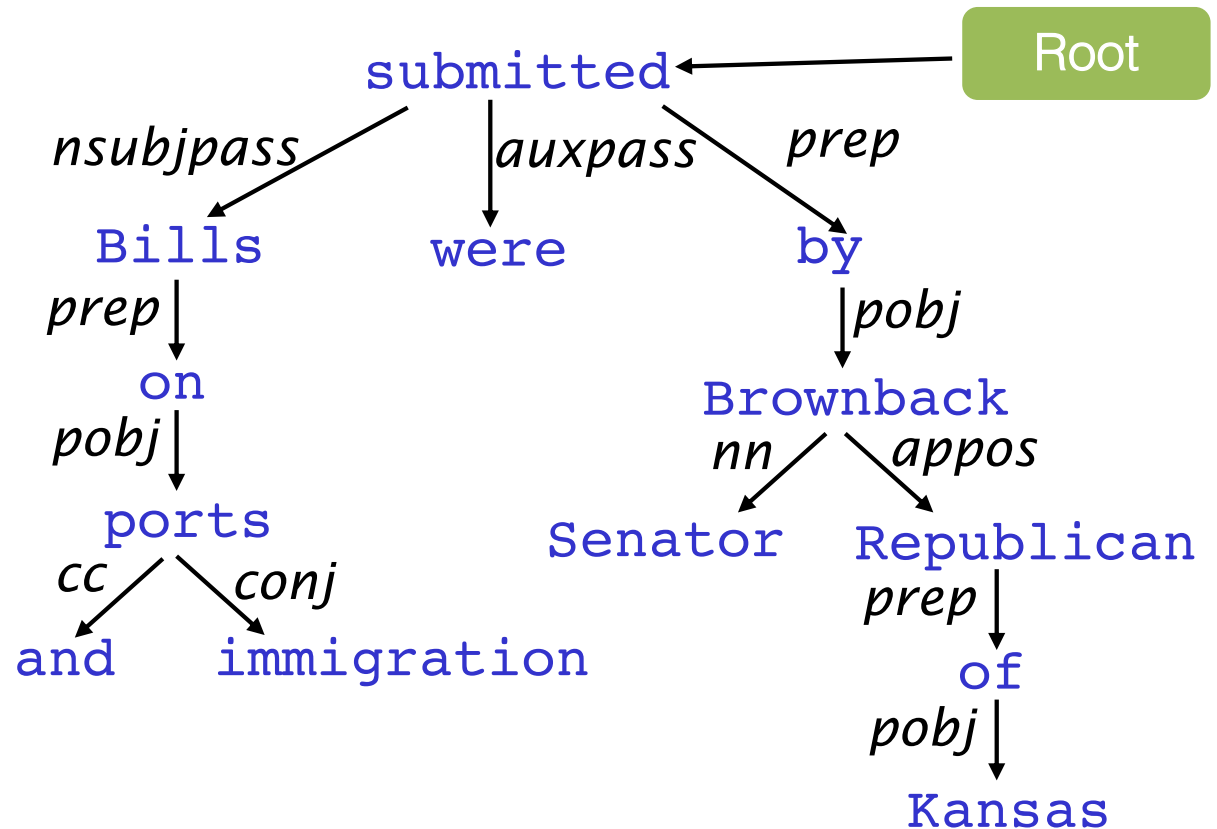 Root
submitted
nsubjpass auxpass prep
Bills were by
prep pobj
on Brownback
pobj nn appos
ports Senator Republican
cc conj prep
and immigration of
pobj
Kansas